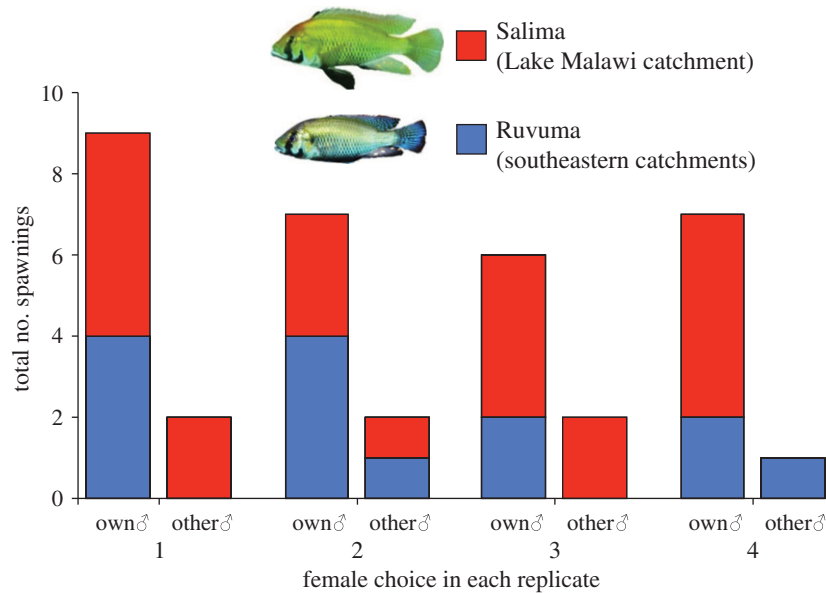 Salima
(Lake Malawi catchment)
Ruvuma
(southeastern catchments)
total no. spawnings
10
8
6
4
2
0
own♂ other♂ own♂ other♂ own♂ other♂ own♂ other♂
1 2 3 4
female choice in each replicate